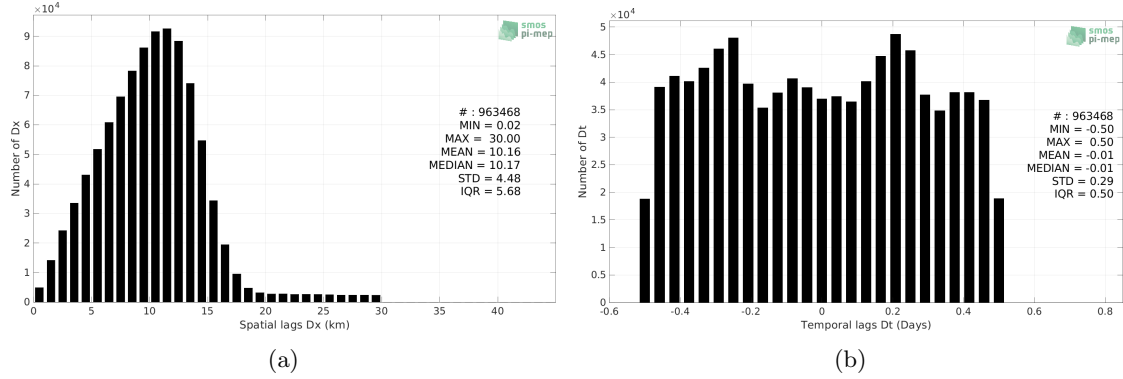 ×10⁴
9
8
7
6
5
4
3
2
1
0
Number of Dx
0 5 10 15 20 25 30 35 40
Spatial lags Dx (km)
smos
pi-mep
# : 963468
MIN = 0.02
MAX = 30.00
MEAN = 10.16
MEDIAN = 10.17
STD = 4.48
IQR = 5.68
(a)
×10⁴
5
4.5
4
3.5
3
2.5
2
1.5
1
0.5
0
Number of Dt
-0.6 -0.4 -0.2 0 0.2 0.4 0.6 0.8
Temporal lags Dt (Days)
smos
pi-mep
# : 963468
MIN = -0.50
MAX = 0.50
MEAN = -0.01
MEDIAN = -0.01
STD = 0.29
IQR = 0.50
(b)